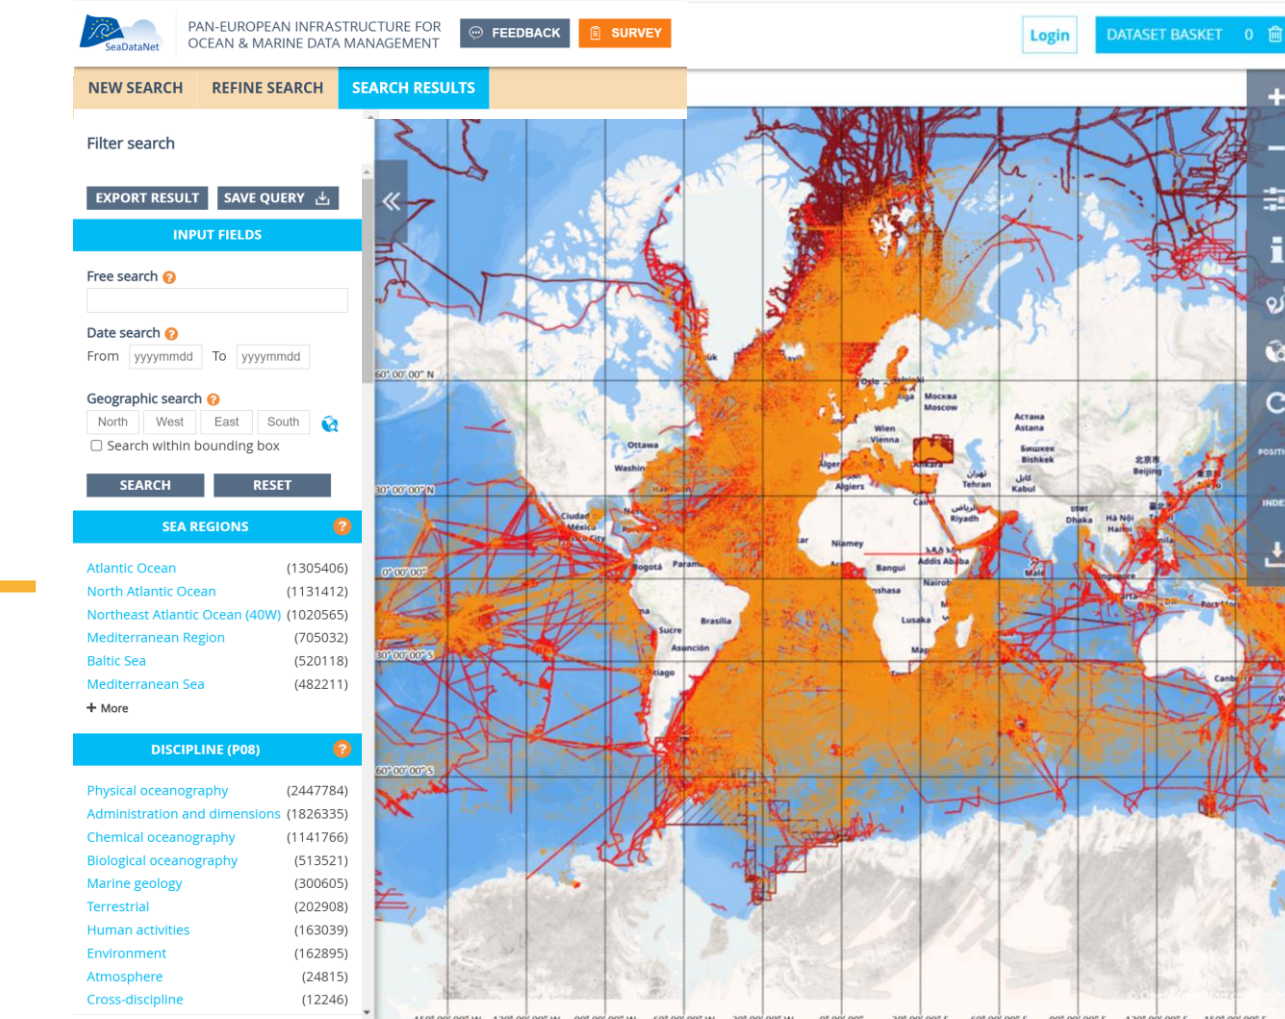 SeaDataNet
PAN-EUROPEAN INFRASTRUCTURE FOR
OCEAN & MARINE DATA MANAGEMENT
FEEDBACK
SURVEY
Login
DATASET BASKET 0
NEW SEARCH
REFINE SEARCH
SEARCH RESULTS
Filter search
EXPORT RESULT
SAVE QUERY
INPUT FIELDS
Free search ?
Date search ?
From yyyymmdd To yyyymmdd
Geographic search ?
North West East South
Search within bounding box
SEARCH
RESET
SEA REGIONS ?
Atlantic Ocean (1305406)
North Atlantic Ocean (1131412)
Northeast Atlantic Ocean (40W) (1020565)
Mediterranean Region (705032)
Baltic Sea (520118)
Mediterranean Sea (482211)
+ More
DISCIPLINE (P08) ?
Physical oceanography (2447784)
Administration and dimensions (1826335)
Chemical oceanography (1141766)
Biological oceanography (513521)
Marine geology (300605)
Terrestrial (202908)
Human activities (163039)
Environment (162895)
Atmosphere (24815)
Cross-discipline (12246)
60° 00' 00" N
Oslo
Москва
Moscow
Астана
Astana
Wien
Vienna
Бишкек
Bishkek
Ottawa
Ankara
تهران
Tehran
کابل
Kabul
北京市
Beijing
Algiers
30° 00' 00" N
الرياض
Riyadh
Dhaka
Hà Nội
Hanoi
Ciudad
México
Niamey
Bangui
Addis Ababa
Bogotá
Male
0° 00' 00"
Lusaka
Brasília
Sucre
Asunción
30° 00' 00" S
60° 00' 00" S